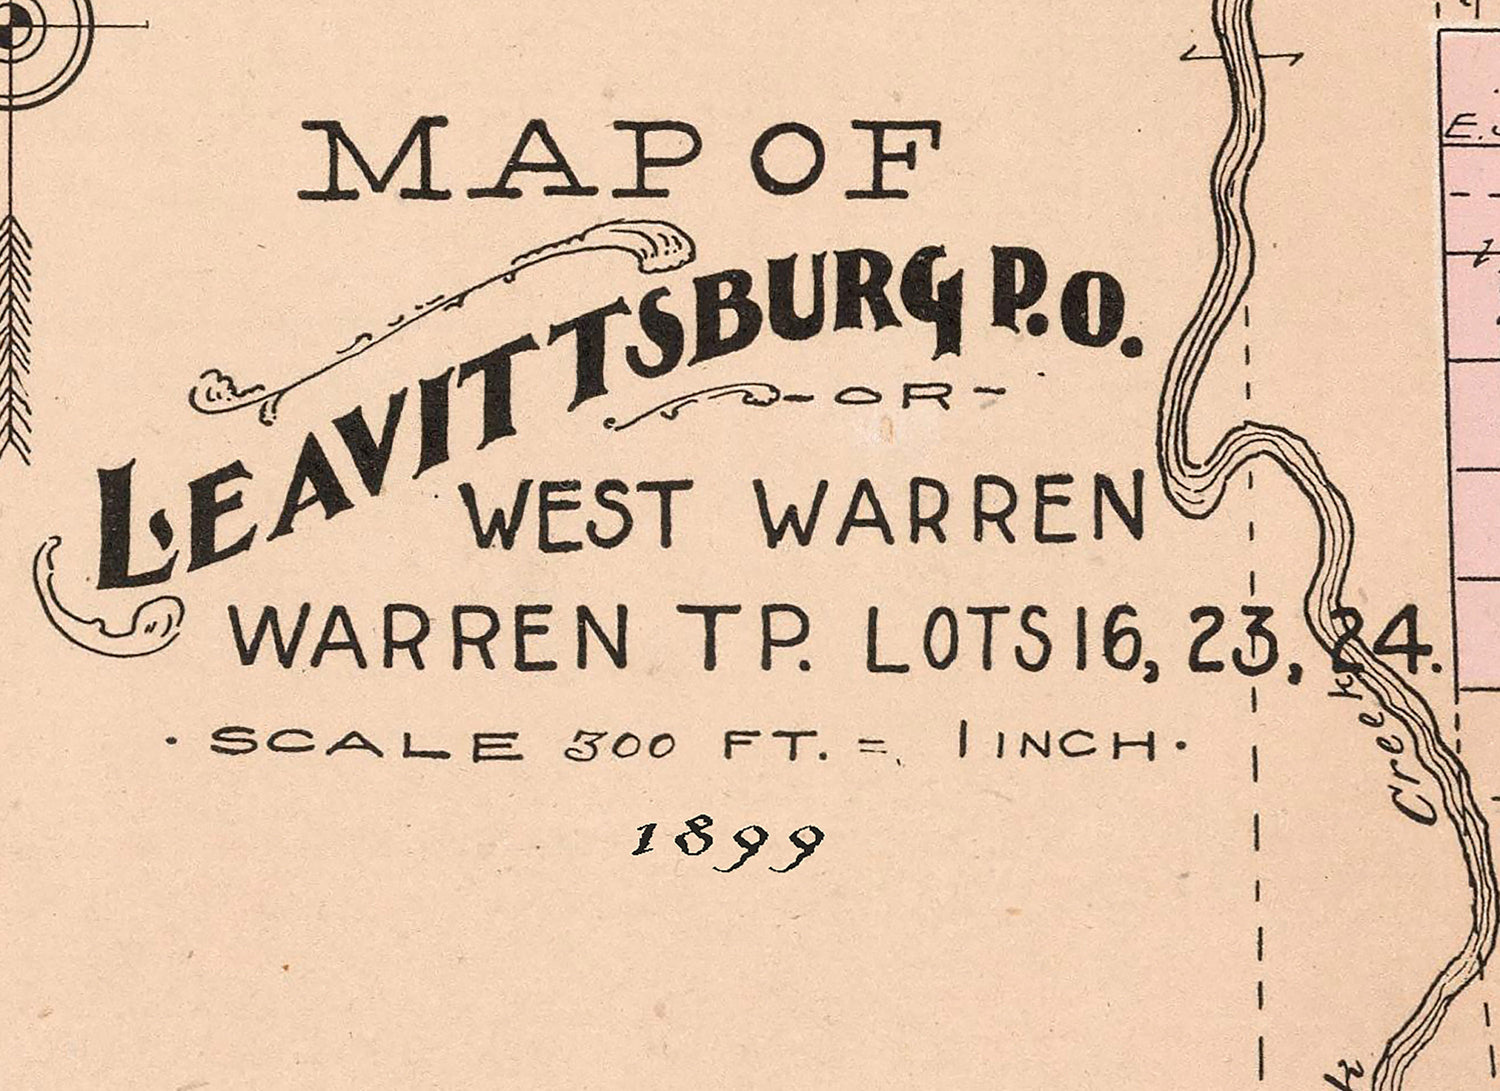 MAP OF
LEAVITTSBURG P.O.
-OR-
WEST WARREN
WARREN TP. LOTS 16, 23, 24.
· SCALE 300 FT. = 1 INCH ·
1899
Creek
E.